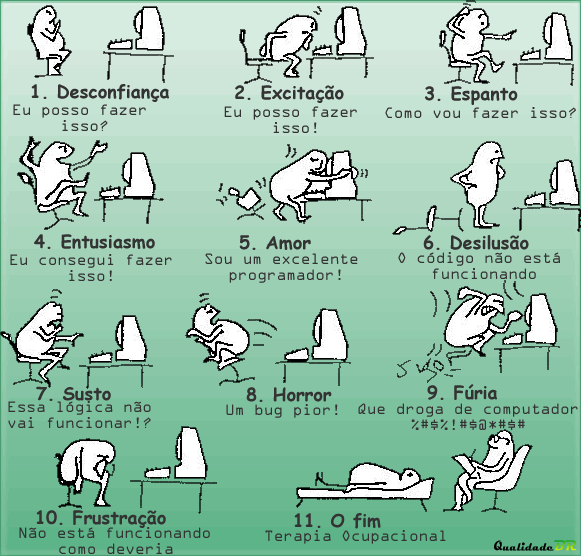 1. Desconfiança
Eu posso fazer
isso?
2. Excitação
Eu posso fazer
isso!
3. Espanto
Como vou fazer isso?
4. Entusiasmo
Eu consegui fazer
isso!
5. Amor
Sou um excelente
programador!
6. Desilusão
O código não está
funcionando
7. Susto
Essa lógica não
vai funcionar!?
8. Horror
Um bug pior!
9. Fúria
Que droga de computador
%#$%!#$@*#$#
10. Frustração
Não está funcionando
como deveria
11. O fim
Terapia Ocupacional
QualidadeBR